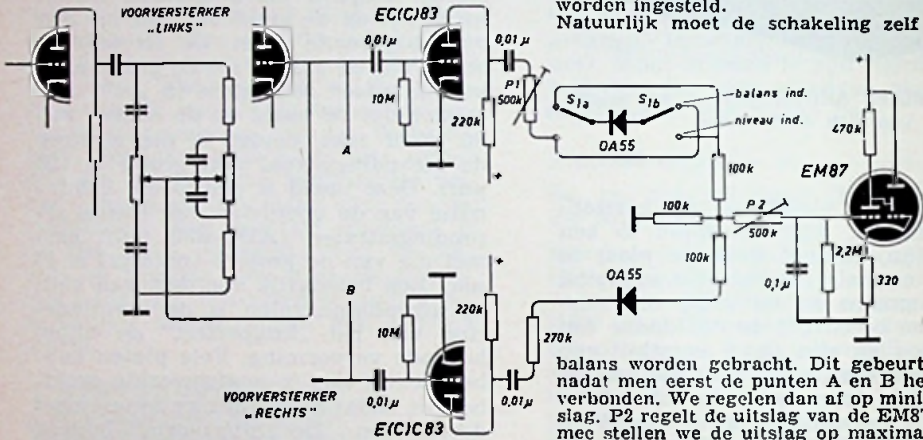 worden ingesteld.
Natuurlijk moet de schakeling zelf
VOORVERSTERKER
„LINKS"
EC(C)83
0,01µ
0,01µ
10M
220k
+
A
P1
500k
S1a
S1b
OA55
balans ind.
niveau ind.
100k
100k
100k
P2
500k
+
470k
EM87
0,1µ
2,2M
320
OA55
270k
+
220k
B
10M
0,01µ
0,01µ
VOORVERSTERKER
„RECHTS"
E(C)C83
balans worden gebracht. Dit gebeurt
nadat men eerst de punten A en B he
verbonden. We regelen dan af op mini
slag. P2 regelt de uitslag van de EM87
mee stellen we de uitslag op maxima